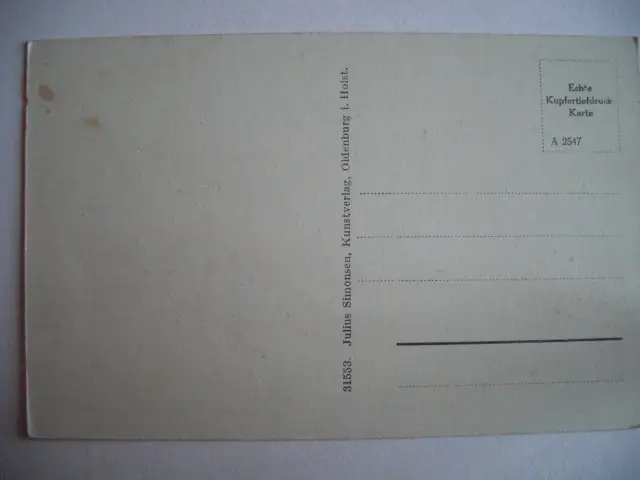 31553. Julius Simonsen, Kunstverlag, Oldenburg i. Holst.
Echte
Kupfertiefdruck
Karte
A 2547